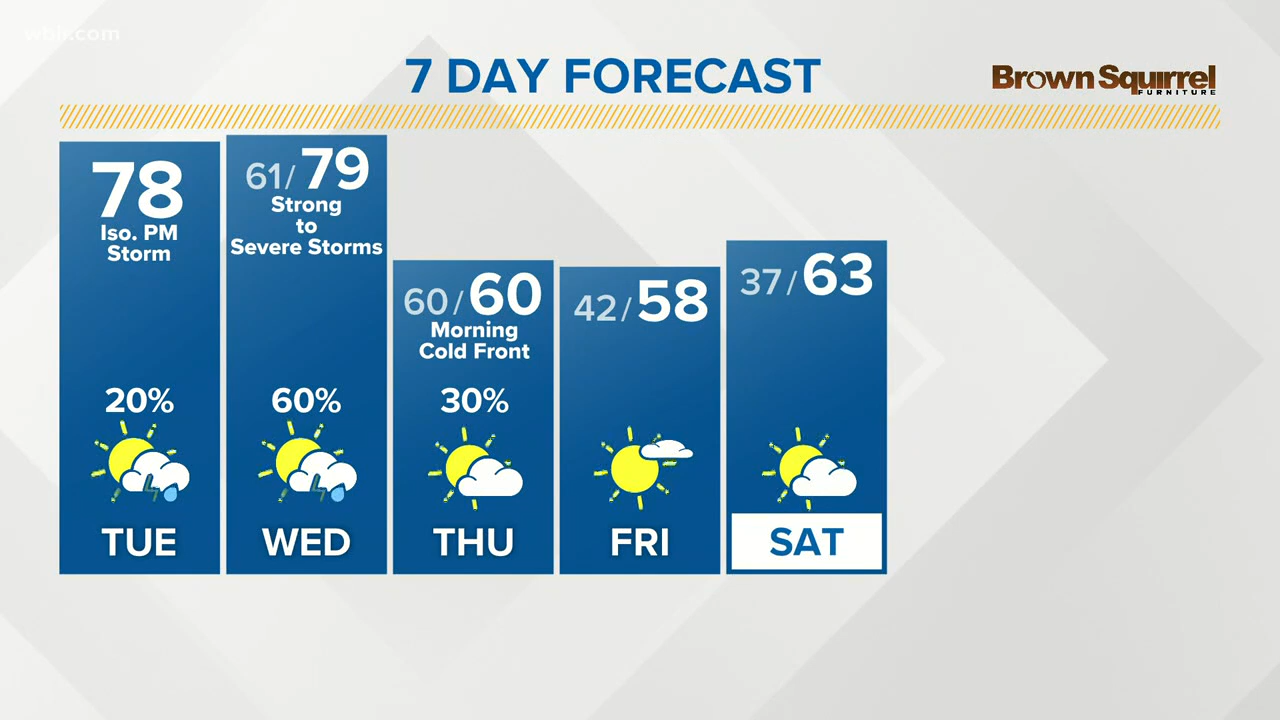 wbir.com
7 DAY FORECAST
Brown Squirrel
FURNITURE
78
Iso. PM
Storm
20%
TUE
61/79
Strong
to
Severe Storms
60%
WED
60/60
Morning
Cold Front
30%
THU
42/58
FRI
37/63
SAT